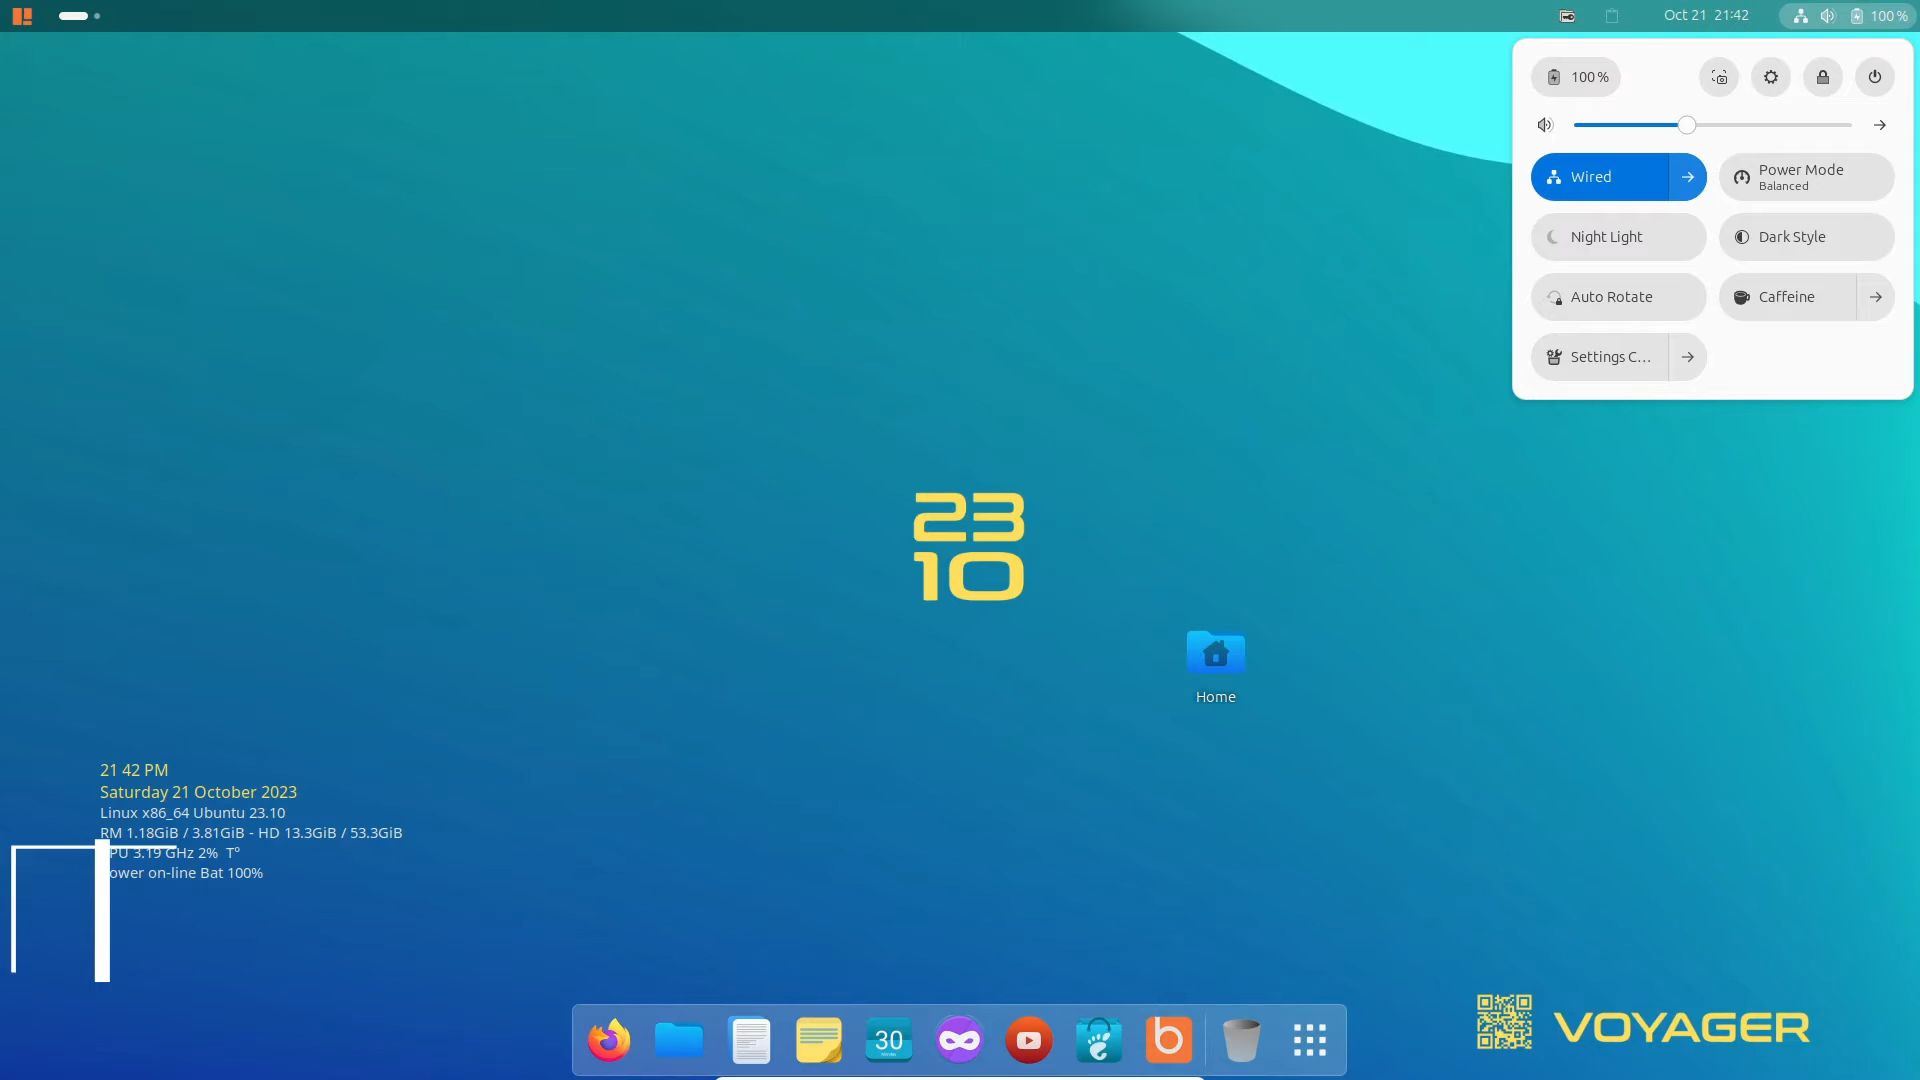 Oct 21 21:42
100 %
100 %
Wired
Power Mode
Balanced
Night Light
Dark Style
Auto Rotate
Caffeine
Settings C...
23
10
Home
21 42 PM
Saturday 21 October 2023
Linux x86_64 Ubuntu 23.10
RM 1.18GiB / 3.81GiB - HD 13.3GiB / 53.3GiB
PU 3.19 GHz 2% T°
ower on-line Bat 100%
30
b
VOYAGER